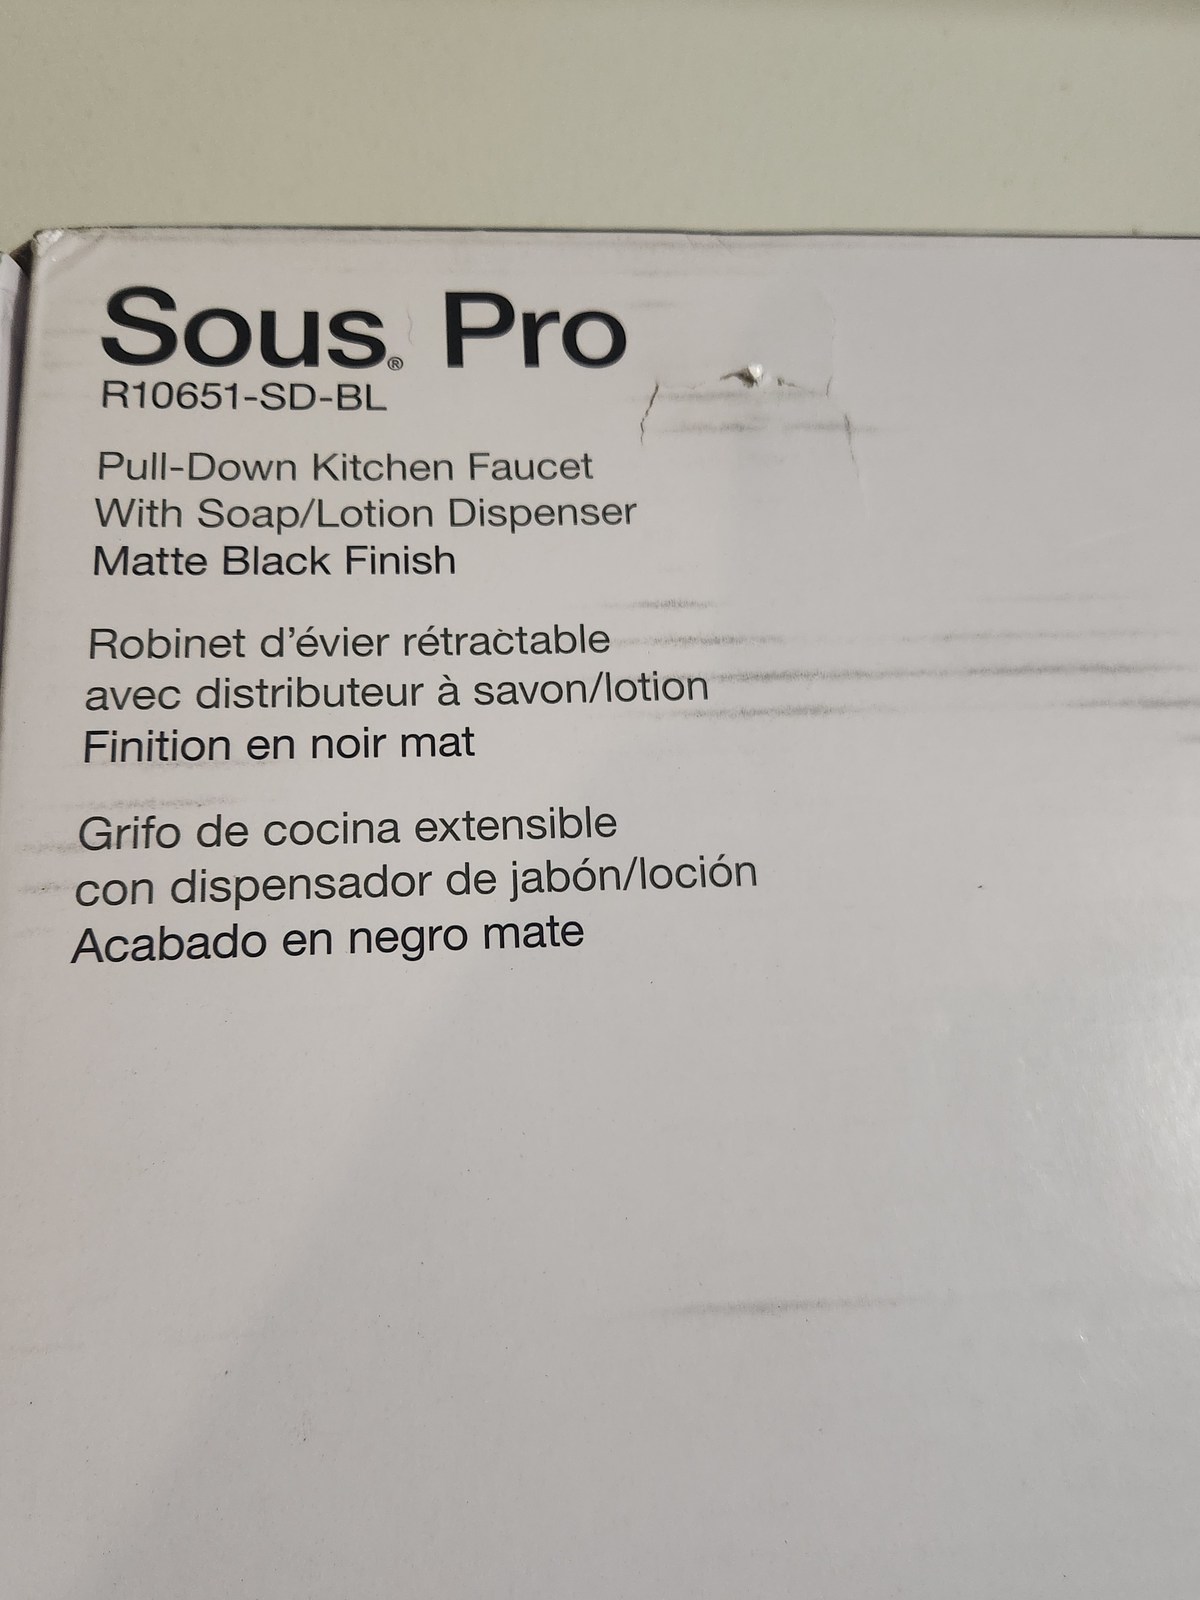 Sous® Pro
R10651-SD-BL
Pull-Down Kitchen Faucet
With Soap/Lotion Dispenser
Matte Black Finish
Robinet d'évier rétractable
avec distributeur à savon/lotion
Finition en noir mat
Grifo de cocina extensible
con dispensador de jabón/loción
Acabado en negro mate